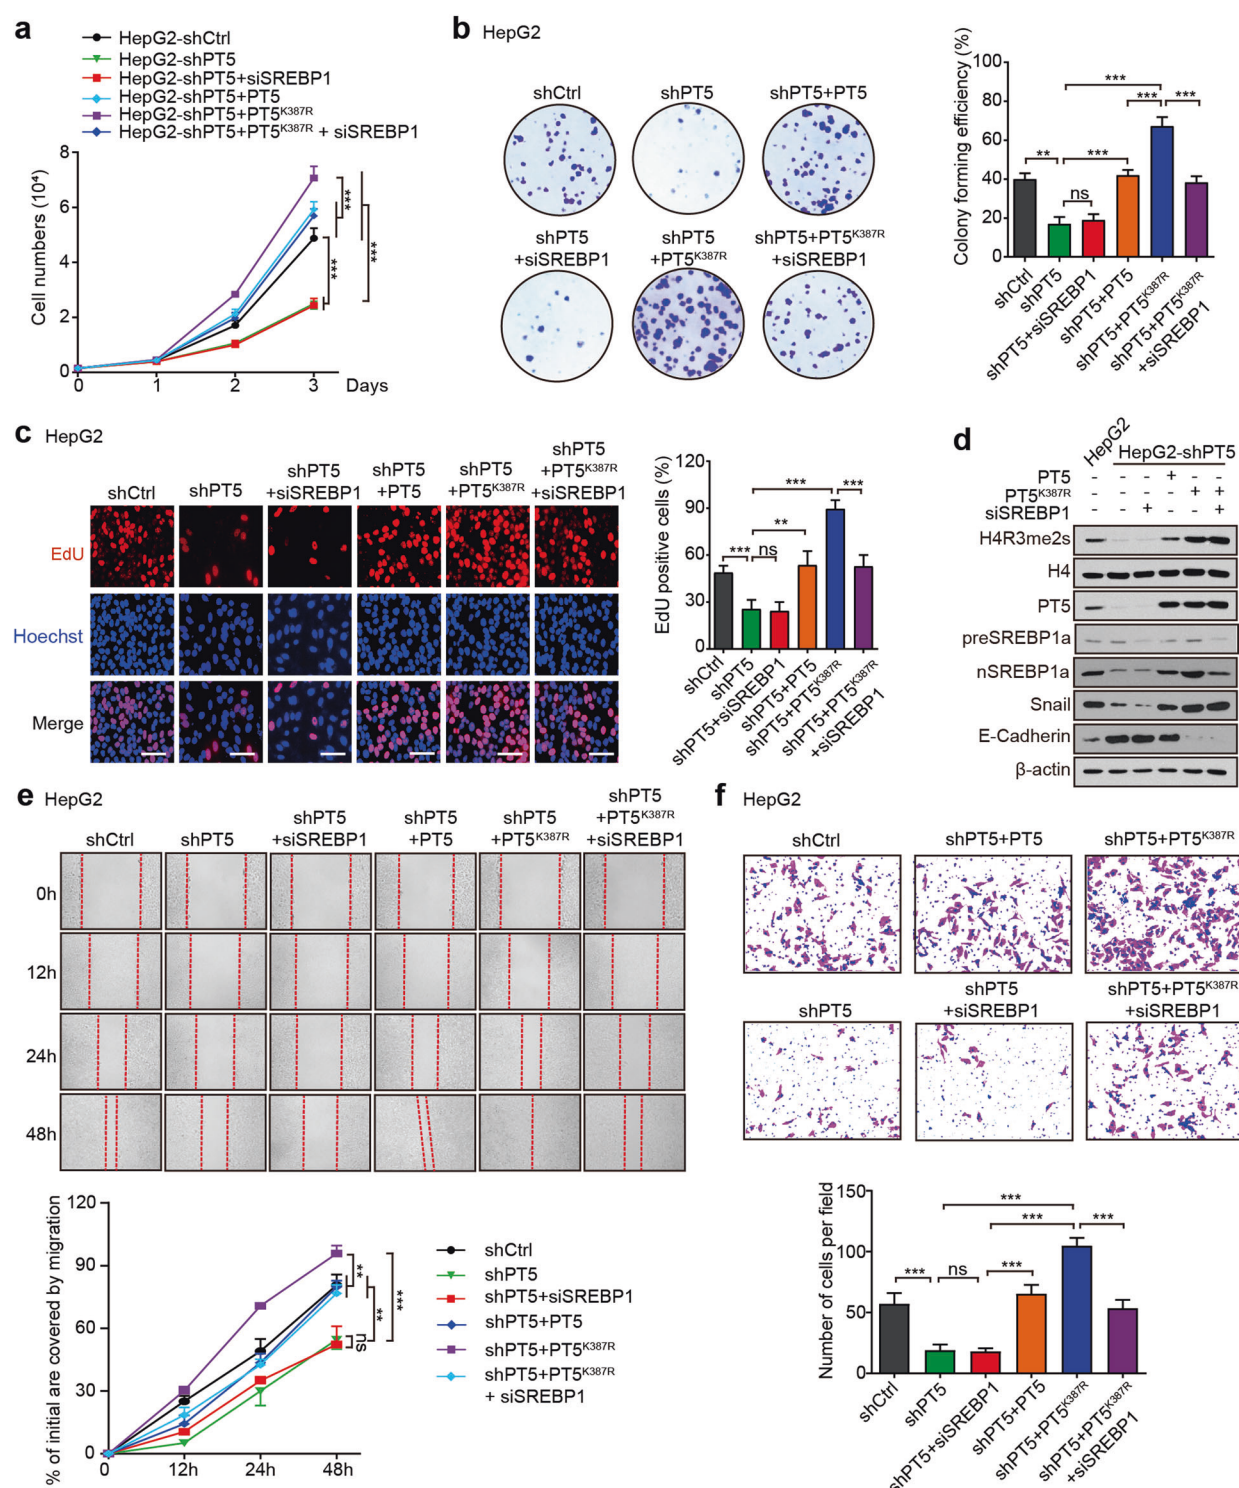 a
HepG2-shCtrl
HepG2-shPT5
HepG2-shPT5+siSREBP1
HepG2-shPT5+PT5
HepG2-shPT5+PT5K387R
HepG2-shPT5+PT5K387R + siSREBP1
Cell numbers (10⁴)
8
6
4
2
0
0 1 2 3 Days
***
***
***
b HepG2
shCtrl shPT5 shPT5+PT5
shPT5 shPT5 shPT5+PT5K387R
+siSREBP1 +PT5K387R +siSREBP1
Colony forming efficiency (%)
100
80
60
40
20
0
***
*** ***
** ***
ns
shCtrl
shPT5
shPT5+siSREBP1
shPT5+PT5
shPT5+PT5K387R
shPT5+PT5K387R
+siSREBP1
c HepG2
shCtrl
shPT5
shPT5
+siSREBP1
shPT5
+PT5
shPT5
+PT5K387R
shPT5
+PT5K387R
+siSREBP1
EdU
Hoechst
Merge
EdU positive cells (%)
120
90
60
30
0
*** ***
**
*** ns
shCtrl
shPT5
shPT5+siSREBP1
shPT5+PT5
shPT5+PT5K387R
shPT5+PT5K387R
+siSREBP1
d
HepG2
HepG2-shPT5
PT5 - - - + - -
PT5K387R - - - - + +
siSREBP1 - - + - - +
H4R3me2s
H4
PT5
preSREBP1a
nSREBP1a
Snail
E-Cadherin
β-actin
e HepG2
shCtrl
shPT5
shPT5
+siSREBP1
shPT5
+PT5
shPT5
+PT5K387R
shPT5
+PT5K387R
+siSREBP1
0h
12h
24h
48h
% of initial are covered by migration
120
90
60
30
0
0 12h 24h 48h
**
**
***
ns
shCtrl
shPT5
shPT5+siSREBP1
shPT5+PT5
shPT5+PT5K387R
shPT5+PT5K387R
+ siSREBP1
f HepG2
shCtrl shPT5+PT5 shPT5+PT5K387R
shPT5
shPT5
+siSREBP1
shPT5+PT5K387R
+siSREBP1
Number of cells per field
150
100
50
0
***
*** ***
*** ns ***
shCtrl
shPT5
shPT5+siSREBP1
shPT5+PT5
shPT5+PT5K387R
shPT5+PT5K387R
+siSREBP1